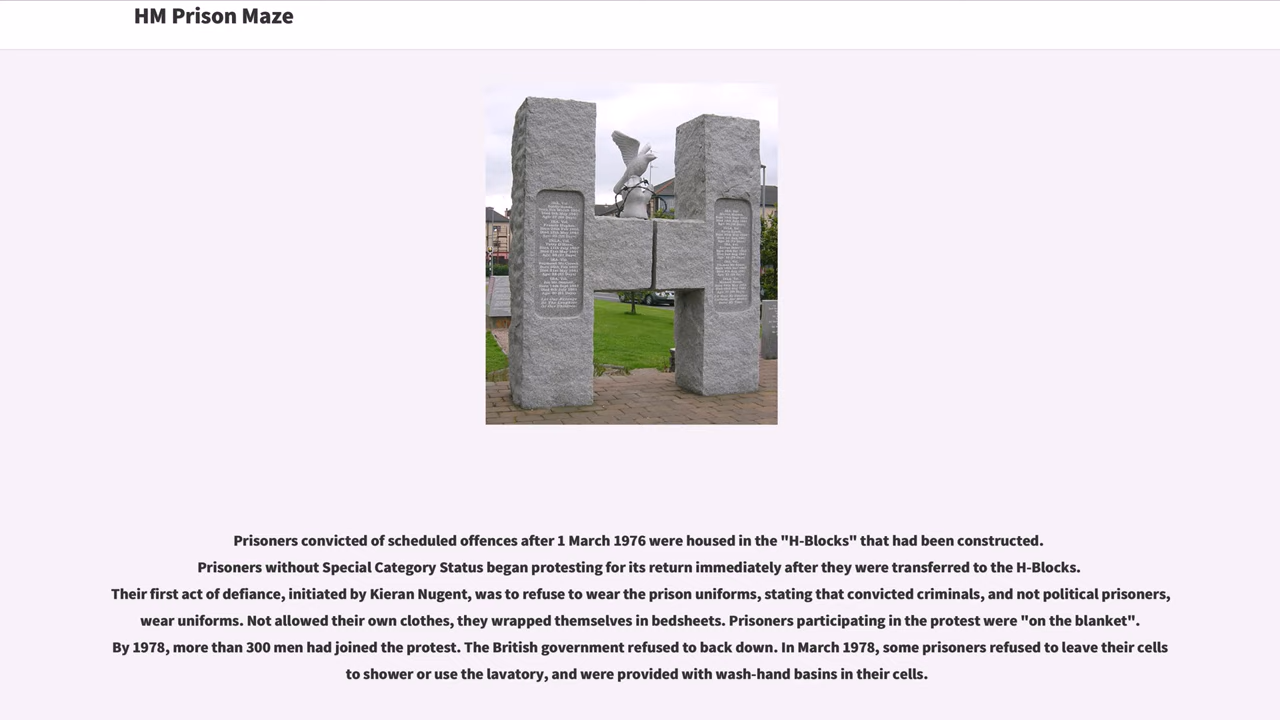 HM Prison Maze
Prisoners convicted of scheduled offences after 1 March 1976 were housed in the "H-Blocks" that had been constructed.
Prisoners without Special Category Status began protesting for its return immediately after they were transferred to the H-Blocks.
Their first act of defiance, initiated by Kieran Nugent, was to refuse to wear the prison uniforms, stating that convicted criminals, and not political prisoners,
wear uniforms. Not allowed their own clothes, they wrapped themselves in bedsheets. Prisoners participating in the protest were "on the blanket".
By 1978, more than 300 men had joined the protest. The British government refused to back down. In March 1978, some prisoners refused to leave their cells
to shower or use the lavatory, and were provided with wash-hand basins in their cells.